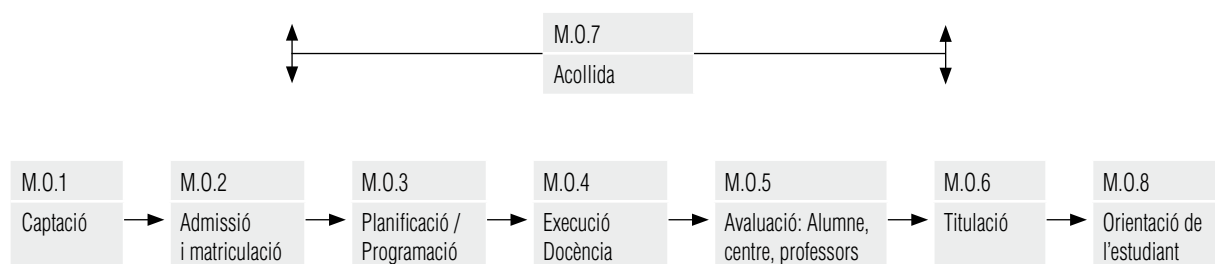 M.O.7
Acollida
M.O.1
Captació
M.O.2
Admissió
i matriculació
M.O.3
Planificació /
Programació
M.O.4
Execució
Docència
M.O.5
Avaluació: Alumne,
centre, professors
M.O.6
Titulació
M.O.8
Orientació de
l'estudiant